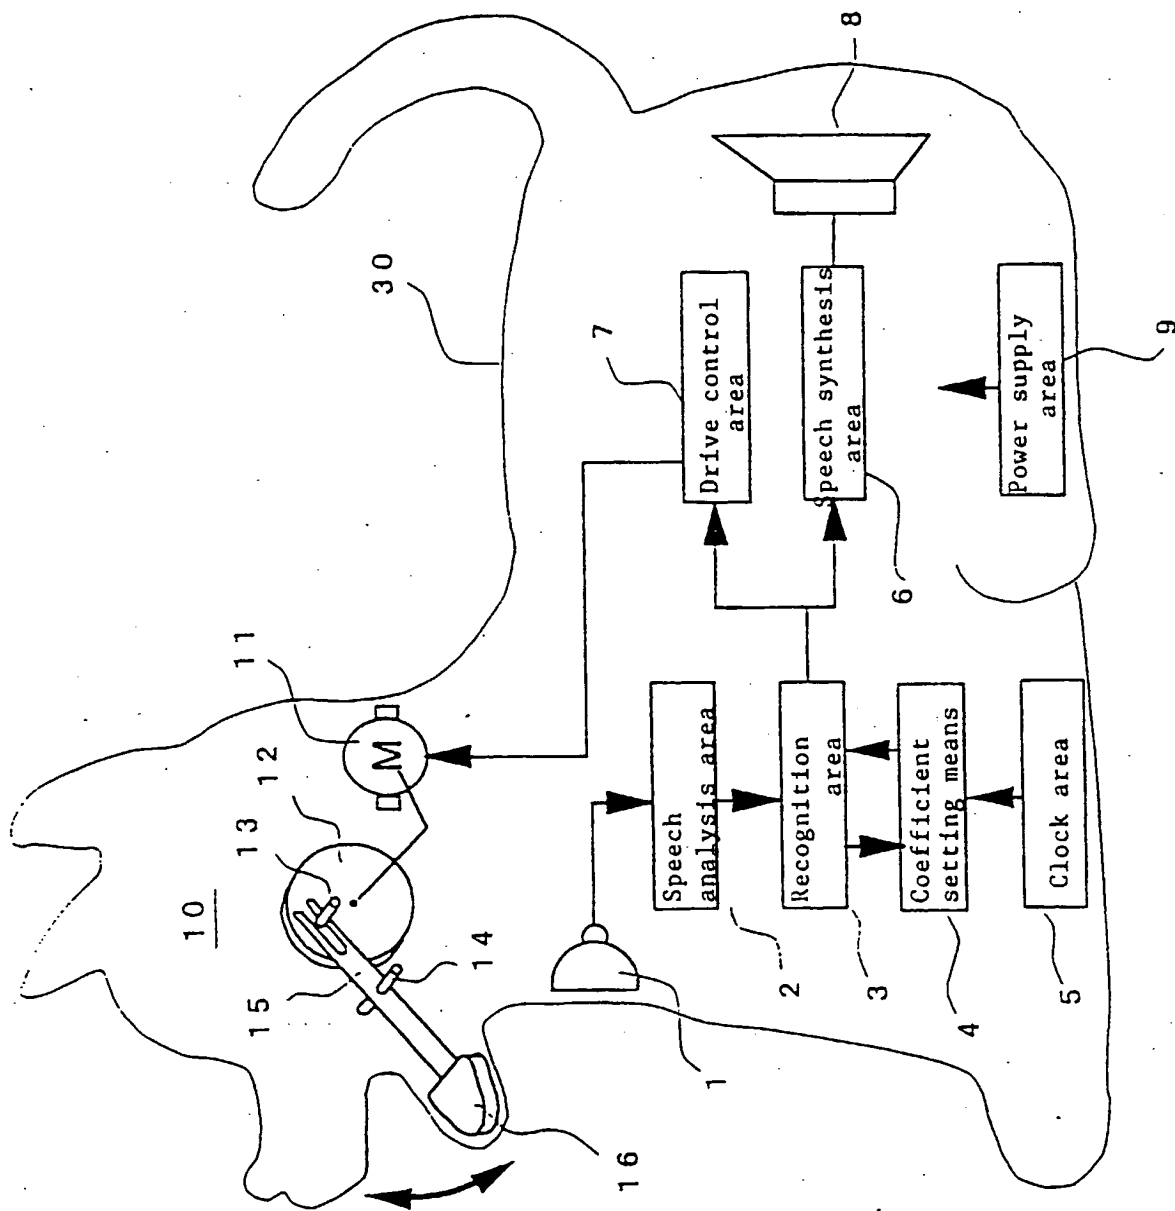 8
30
7
Drive control
area
Speech synthesis
area
6
Power supply
area
9
11
M
12
13
10
14
15
16
1
Speech
analysis area
2
Recognition
area
3
Coefficient
setting means
4
Clock area
5